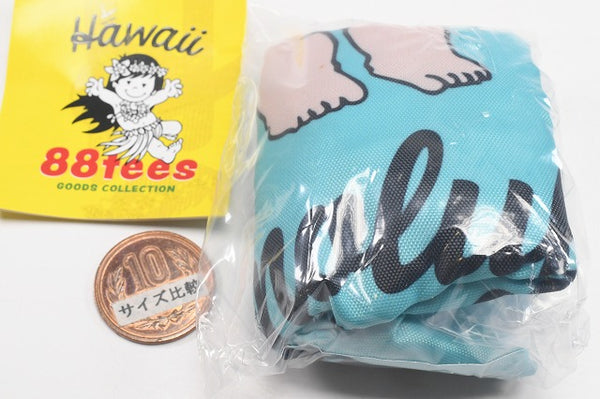 Hawaii
88tees
GOODS COLLECTION
10
サイズ比較